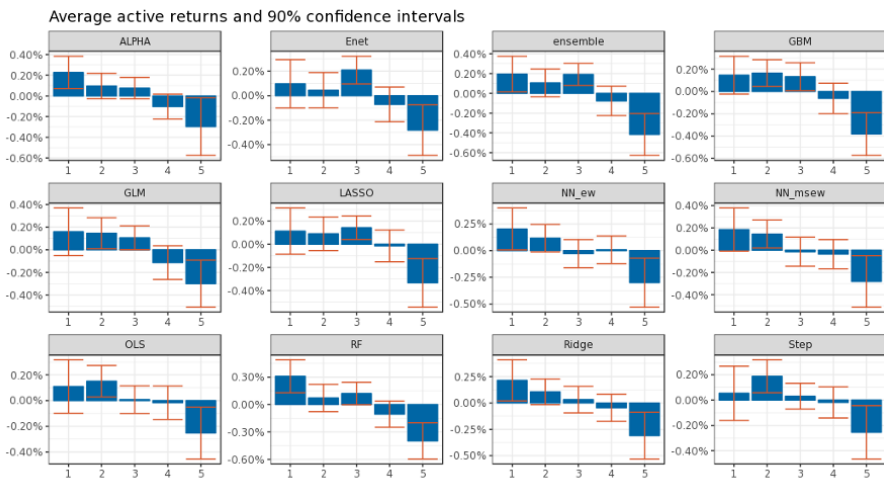 Average active returns and 90% confidence intervals
ALPHA Enet ensemble GBM
0.40% 0.20% 0.00% -0.20% -0.40% -0.60%
0.20% 0.00% -0.20% -0.40%
0.40% 0.20% 0.00% -0.20% -0.40% -0.60%
0.20% 0.00% -0.20% -0.40% -0.60%
1 2 3 4 5 1 2 3 4 5 1 2 3 4 5 1 2 3 4 5
GLM LASSO NN_ew NN_msew
0.40% 0.20% 0.00% -0.20% -0.40%
0.20% 0.00% -0.20% -0.40%
0.25% 0.00% -0.25% -0.50%
0.40% 0.20% 0.00% -0.20% -0.40%
1 2 3 4 5 1 2 3 4 5 1 2 3 4 5 1 2 3 4 5
OLS RF Ridge Step
0.20% 0.00% -0.20% -0.40%
0.30% 0.00% -0.30% -0.60%
0.25% 0.00% -0.25% -0.50%
0.20% 0.00% -0.20% -0.40%
1 2 3 4 5 1 2 3 4 5 1 2 3 4 5 1 2 3 4 5